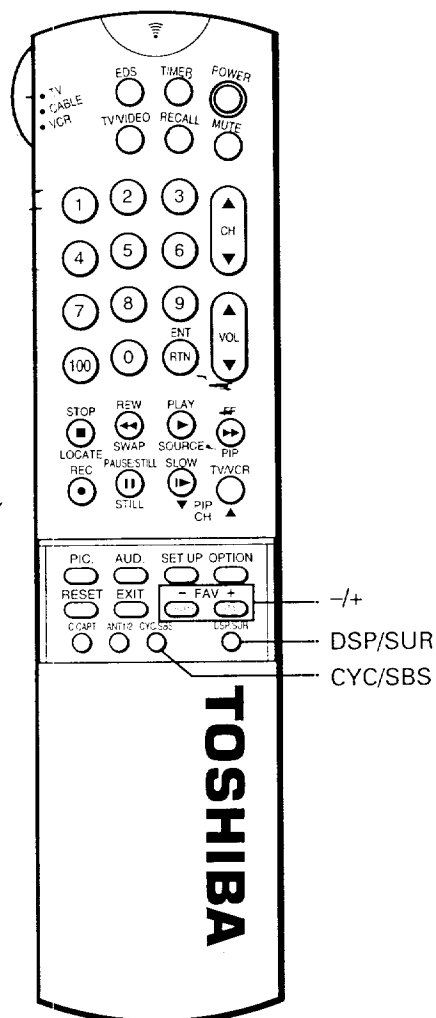 EDS TIMER POWER
TV
CABLE
VCR
TV/VIDEO RECALL MUTE
1 2 3
CH
4 5 6
7 8 9
VOL
ENT
100 0 RTN
STOP REW PLAY FF
LOCATE SWAP SOURCE PIP
REC PAUSE/STILL SLOW TV/VCR
STILL PIP CH
PIC. AUD. SET UP OPTION
RESET EXIT − FAV +
C.CAPT ANT1/2 CYC/SBS DSP/SUR
−/+
DSP/SUR
CYC/SBS
TOSHIBA